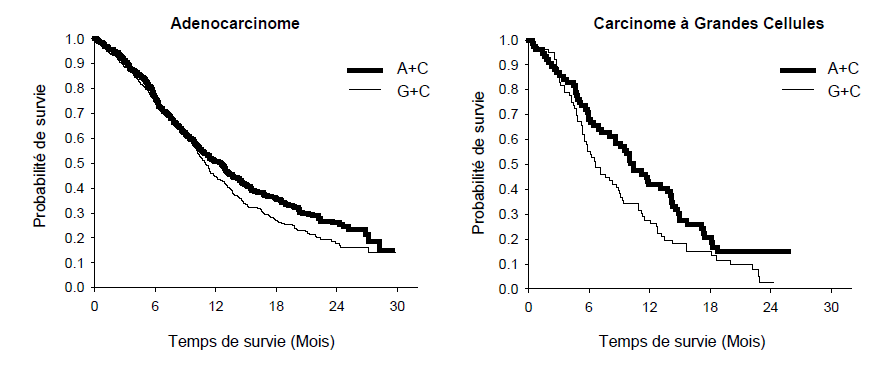 Adenocarcinome
Probabilité de survie
1.0
0.9
0.8
0.7
0.6
0.5
0.4
0.3
0.2
0.1
0.0
A+C
G+C
0 6 12 18 24 30
Temps de survie (Mois)
Carcinome à Grandes Cellules
Probabilité de survie
1.0
0.9
0.8
0.7
0.6
0.5
0.4
0.3
0.2
0.1
0.0
A+C
G+C
0 6 12 18 24 30
Temps de survie (Mois)